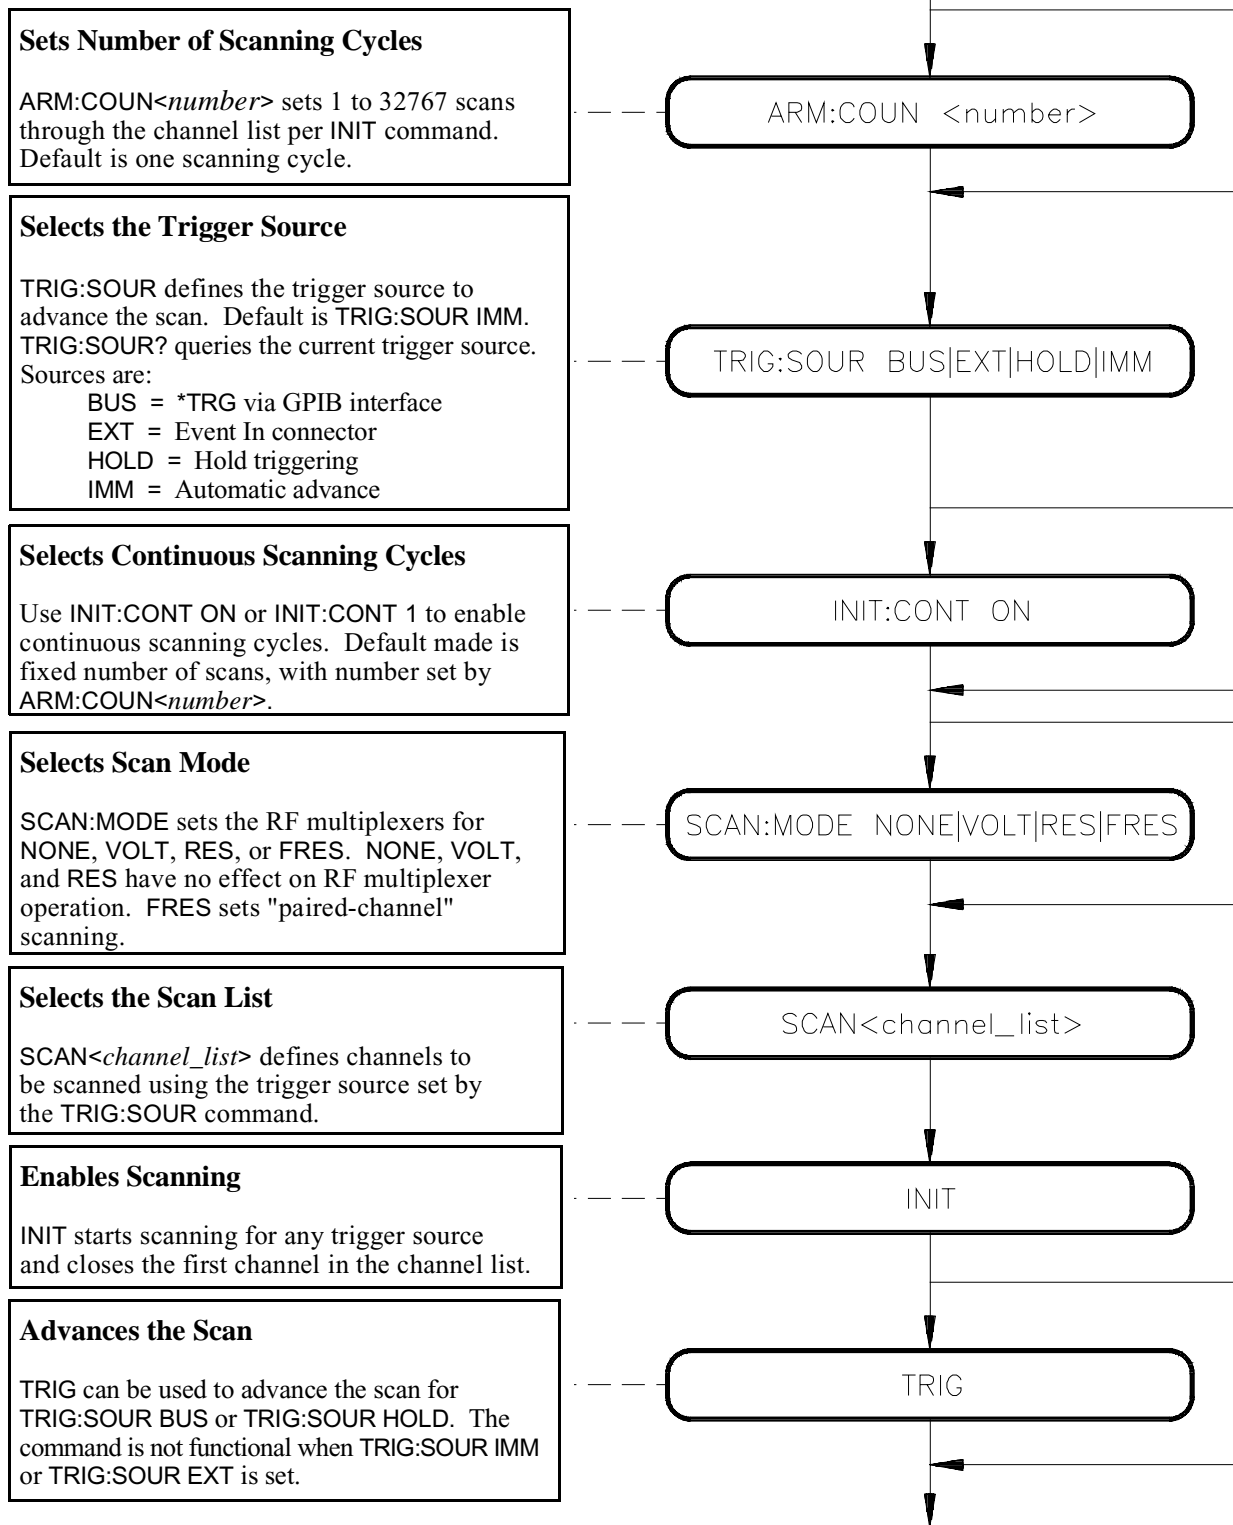 Sets Number of Scanning Cycles
ARM:COUN<number> sets 1 to 32767 scans
through the channel list per INIT command.
Default is one scanning cycle.
ARM:COUN <number>
Selects the Trigger Source
TRIG:SOUR defines the trigger source to
advance the scan. Default is TRIG:SOUR IMM.
TRIG:SOUR? queries the current trigger source.
Sources are:
BUS = *TRG via GPIB interface
EXT = Event In connector
HOLD = Hold triggering
IMM = Automatic advance
TRIG:SOUR BUS|EXT|HOLD|IMM
Selects Continuous Scanning Cycles
Use INIT:CONT ON or INIT:CONT 1 to enable
continuous scanning cycles. Default made is
fixed number of scans, with number set by
ARM:COUN<number>.
INIT:CONT ON
Selects Scan Mode
SCAN:MODE sets the RF multiplexers for
NONE, VOLT, RES, or FRES. NONE, VOLT,
and RES have no effect on RF multiplexer
operation. FRES sets "paired-channel"
scanning.
SCAN:MODE NONE|VOLT|RES|FRES
Selects the Scan List
SCAN<channel_list> defines channels to
be scanned using the trigger source set by
the TRIG:SOUR command.
SCAN<channel_list>
Enables Scanning
INIT starts scanning for any trigger source
and closes the first channel in the channel list.
INIT
Advances the Scan
TRIG can be used to advance the scan for
TRIG:SOUR BUS or TRIG:SOUR HOLD. The
command is not functional when TRIG:SOUR IMM
or TRIG:SOUR EXT is set.
TRIG